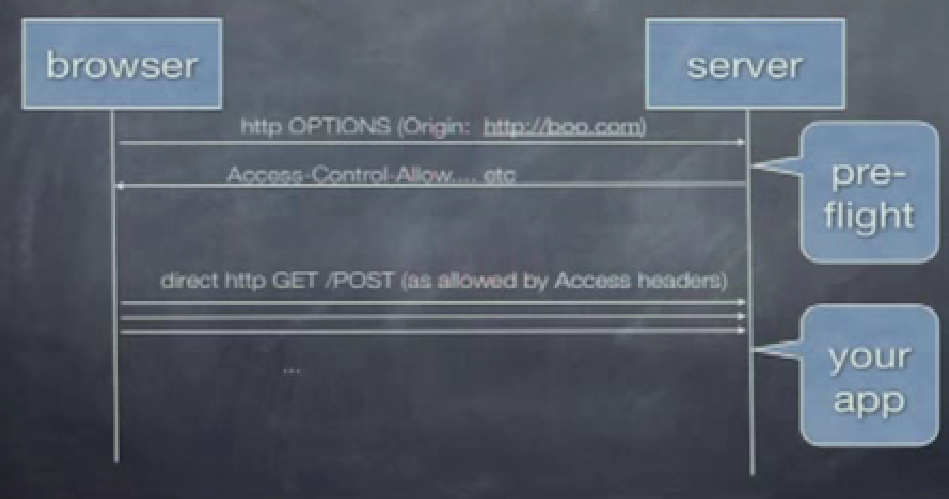 browser
server
http OPTIONS (Origin: http://boo.com)
Access-Control-Allow.... etc
pre-
flight
direct http GET /POST (as allowed by Access headers)
...
your
app